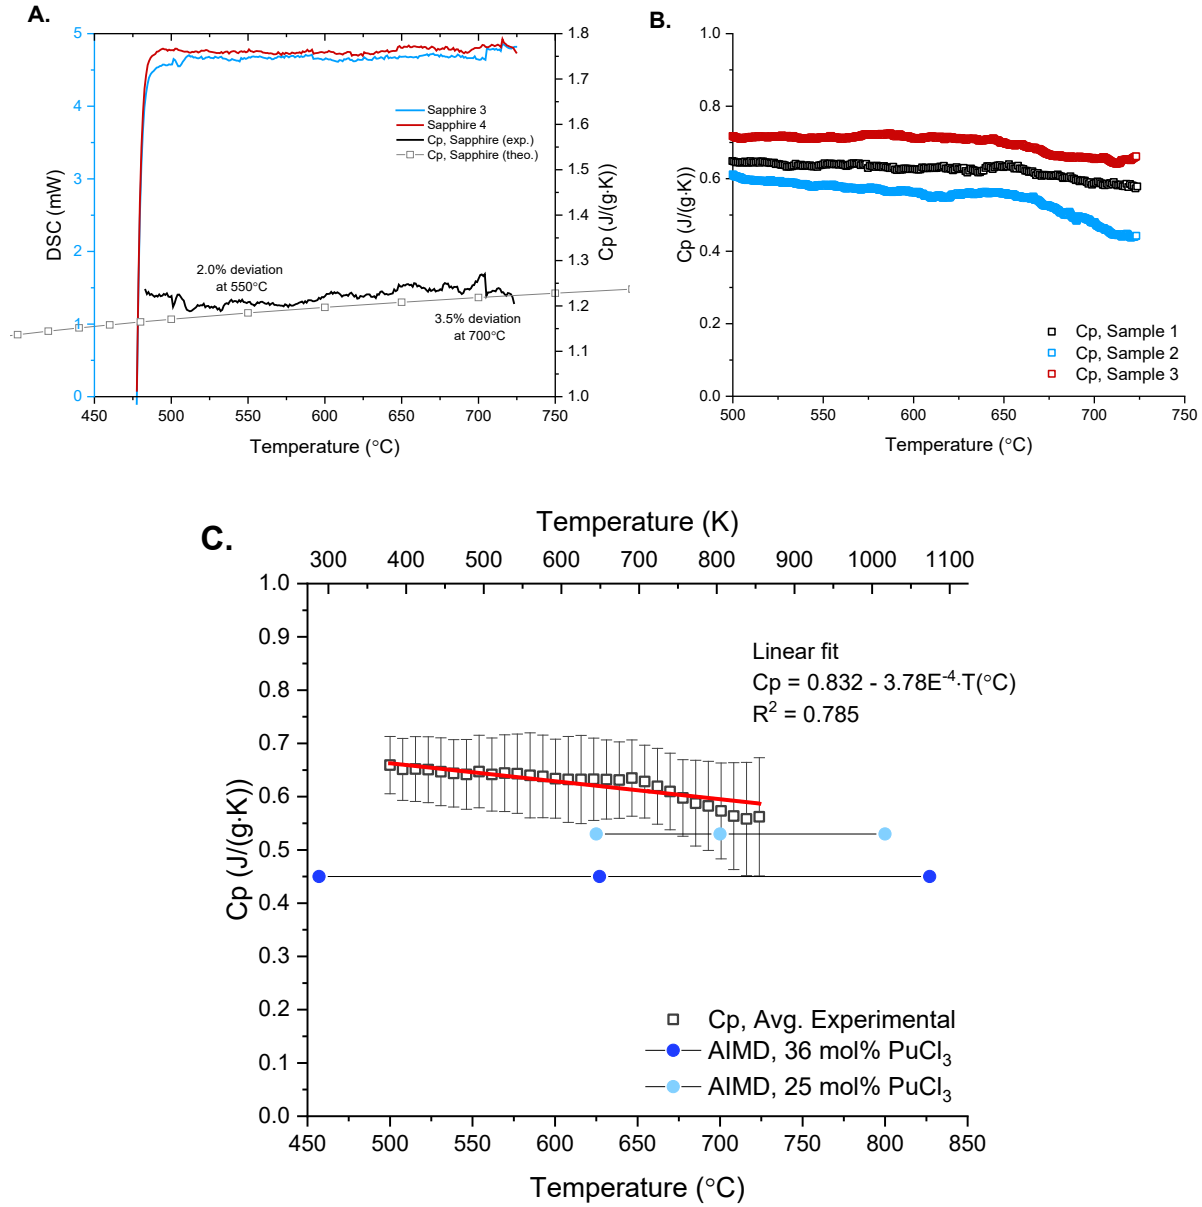 A.
5
4
3
2
1
0
DSC (mW)
1.8
1.7
1.6
1.5
1.4
1.3
1.2
1.1
1.0
Cp (J/(g·K))
Sapphire 3
Sapphire 4
Cp, Sapphire (exp.)
Cp, Sapphire (theo.)
2.0% deviation
at 550°C
3.5% deviation
at 700°C
450 500 550 600 650 700 750
Temperature (°C)
B.
1.0
0.8
0.6
0.4
0.2
0.0
Cp (J/(g·K))
Cp, Sample 1
Cp, Sample 2
Cp, Sample 3
500 550 600 650 700 750
Temperature (°C)
C.
Temperature (K)
300 400 500 600 700 800 900 1000 1100
1.0
0.9
0.8
0.7
0.6
0.5
0.4
0.3
0.2
0.1
0.0
Cp (J/(g·K))
Linear fit
Cp = 0.832 - 3.78E⁻⁴·T(°C)
R² = 0.785
Cp, Avg. Experimental
AIMD, 36 mol% PuCl₃
AIMD, 25 mol% PuCl₃
450 500 550 600 650 700 750 800 850
Temperature (°C)